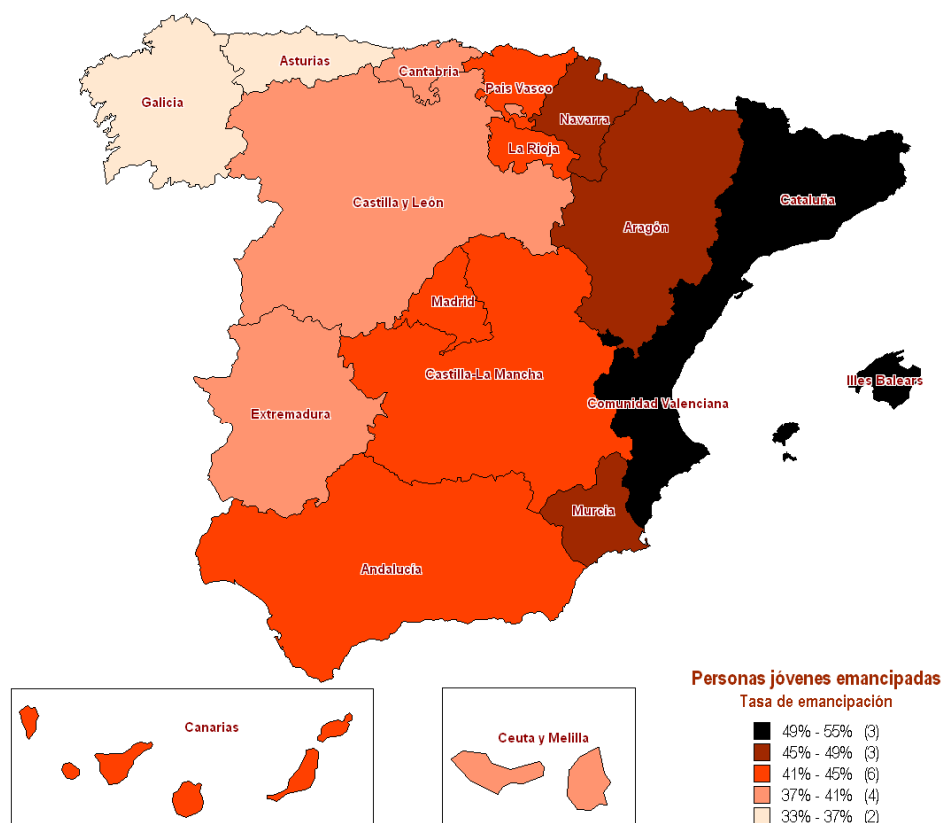 Asturias
Cantabria
Pais Vasco
Galicia
Navarra
La Rioja
Castilla y León
Cataluña
Aragón
Madrid
Castilla-La Mancha
Illes Balears
Comunidad Valenciana
Extremadura
Murcia
Andalucía
Canarias
Ceuta y Melilla
Personas jóvenes emancipadas
Tasa de emancipación
49% - 55% (3)
45% - 49% (3)
41% - 45% (6)
37% - 41% (4)
33% - 37% (2)